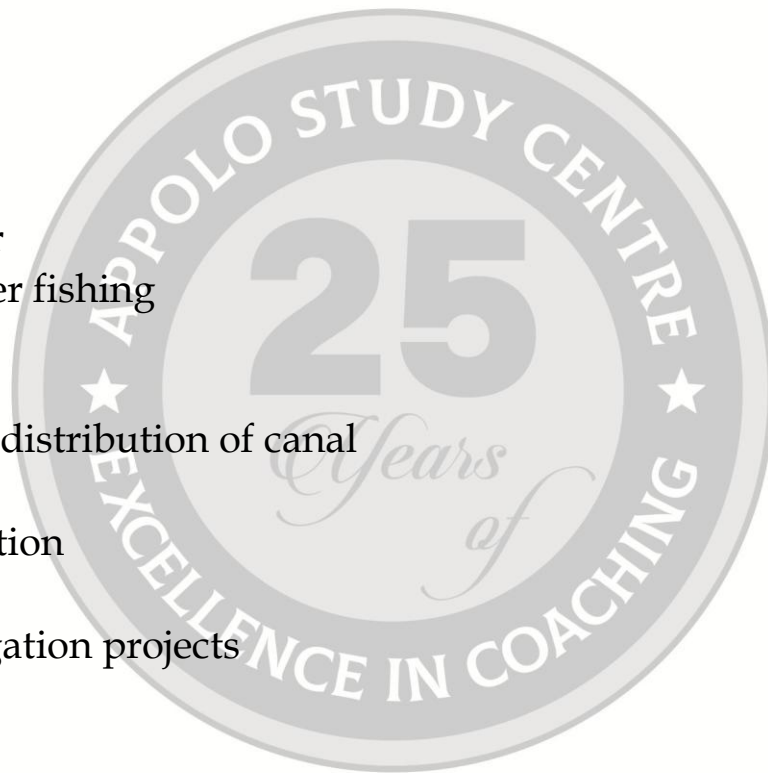 er fishing
distribution of canal
tion
gation projects
APPOLO STUDY CENTRE
25
Years
of
EXCELLENCE IN COACHING